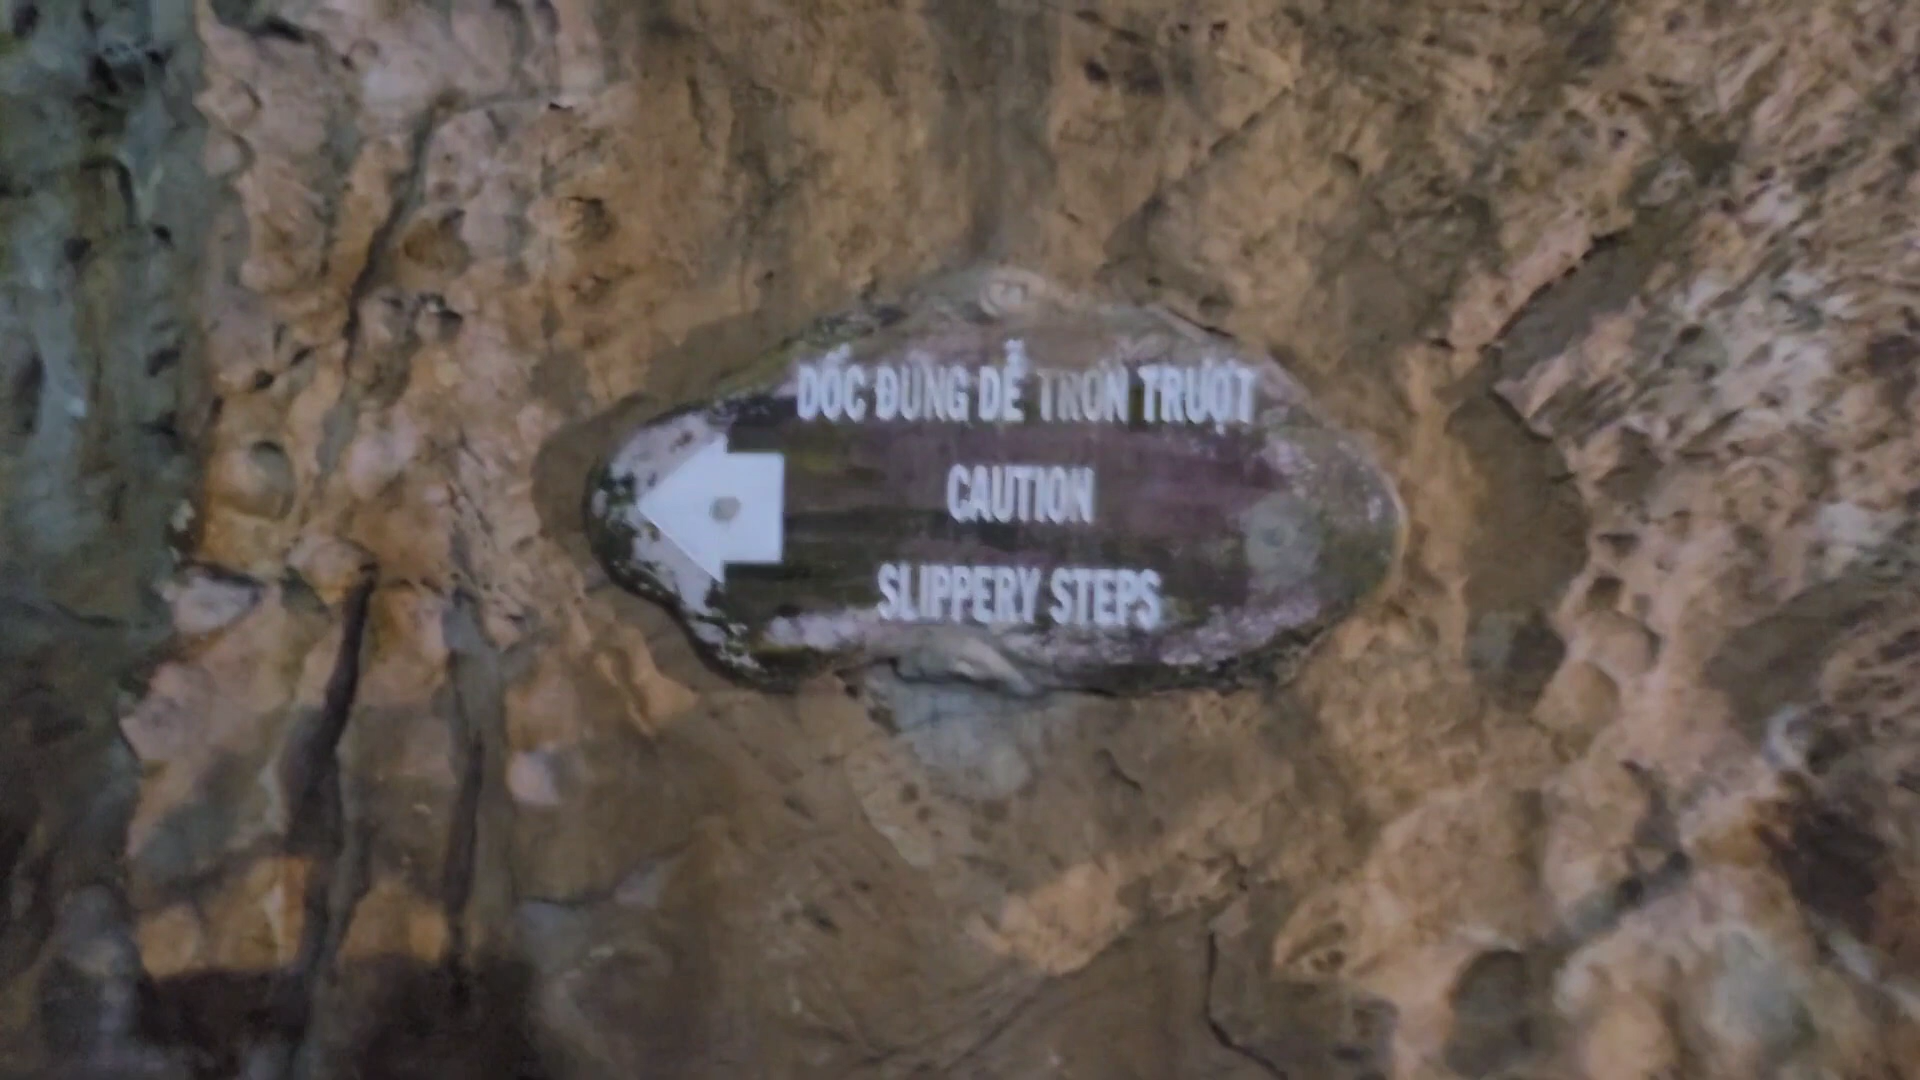 DỐC ĐỨNG DỄ TRƠN TRƯỢT
CAUTION
SLIPPERY STEPS